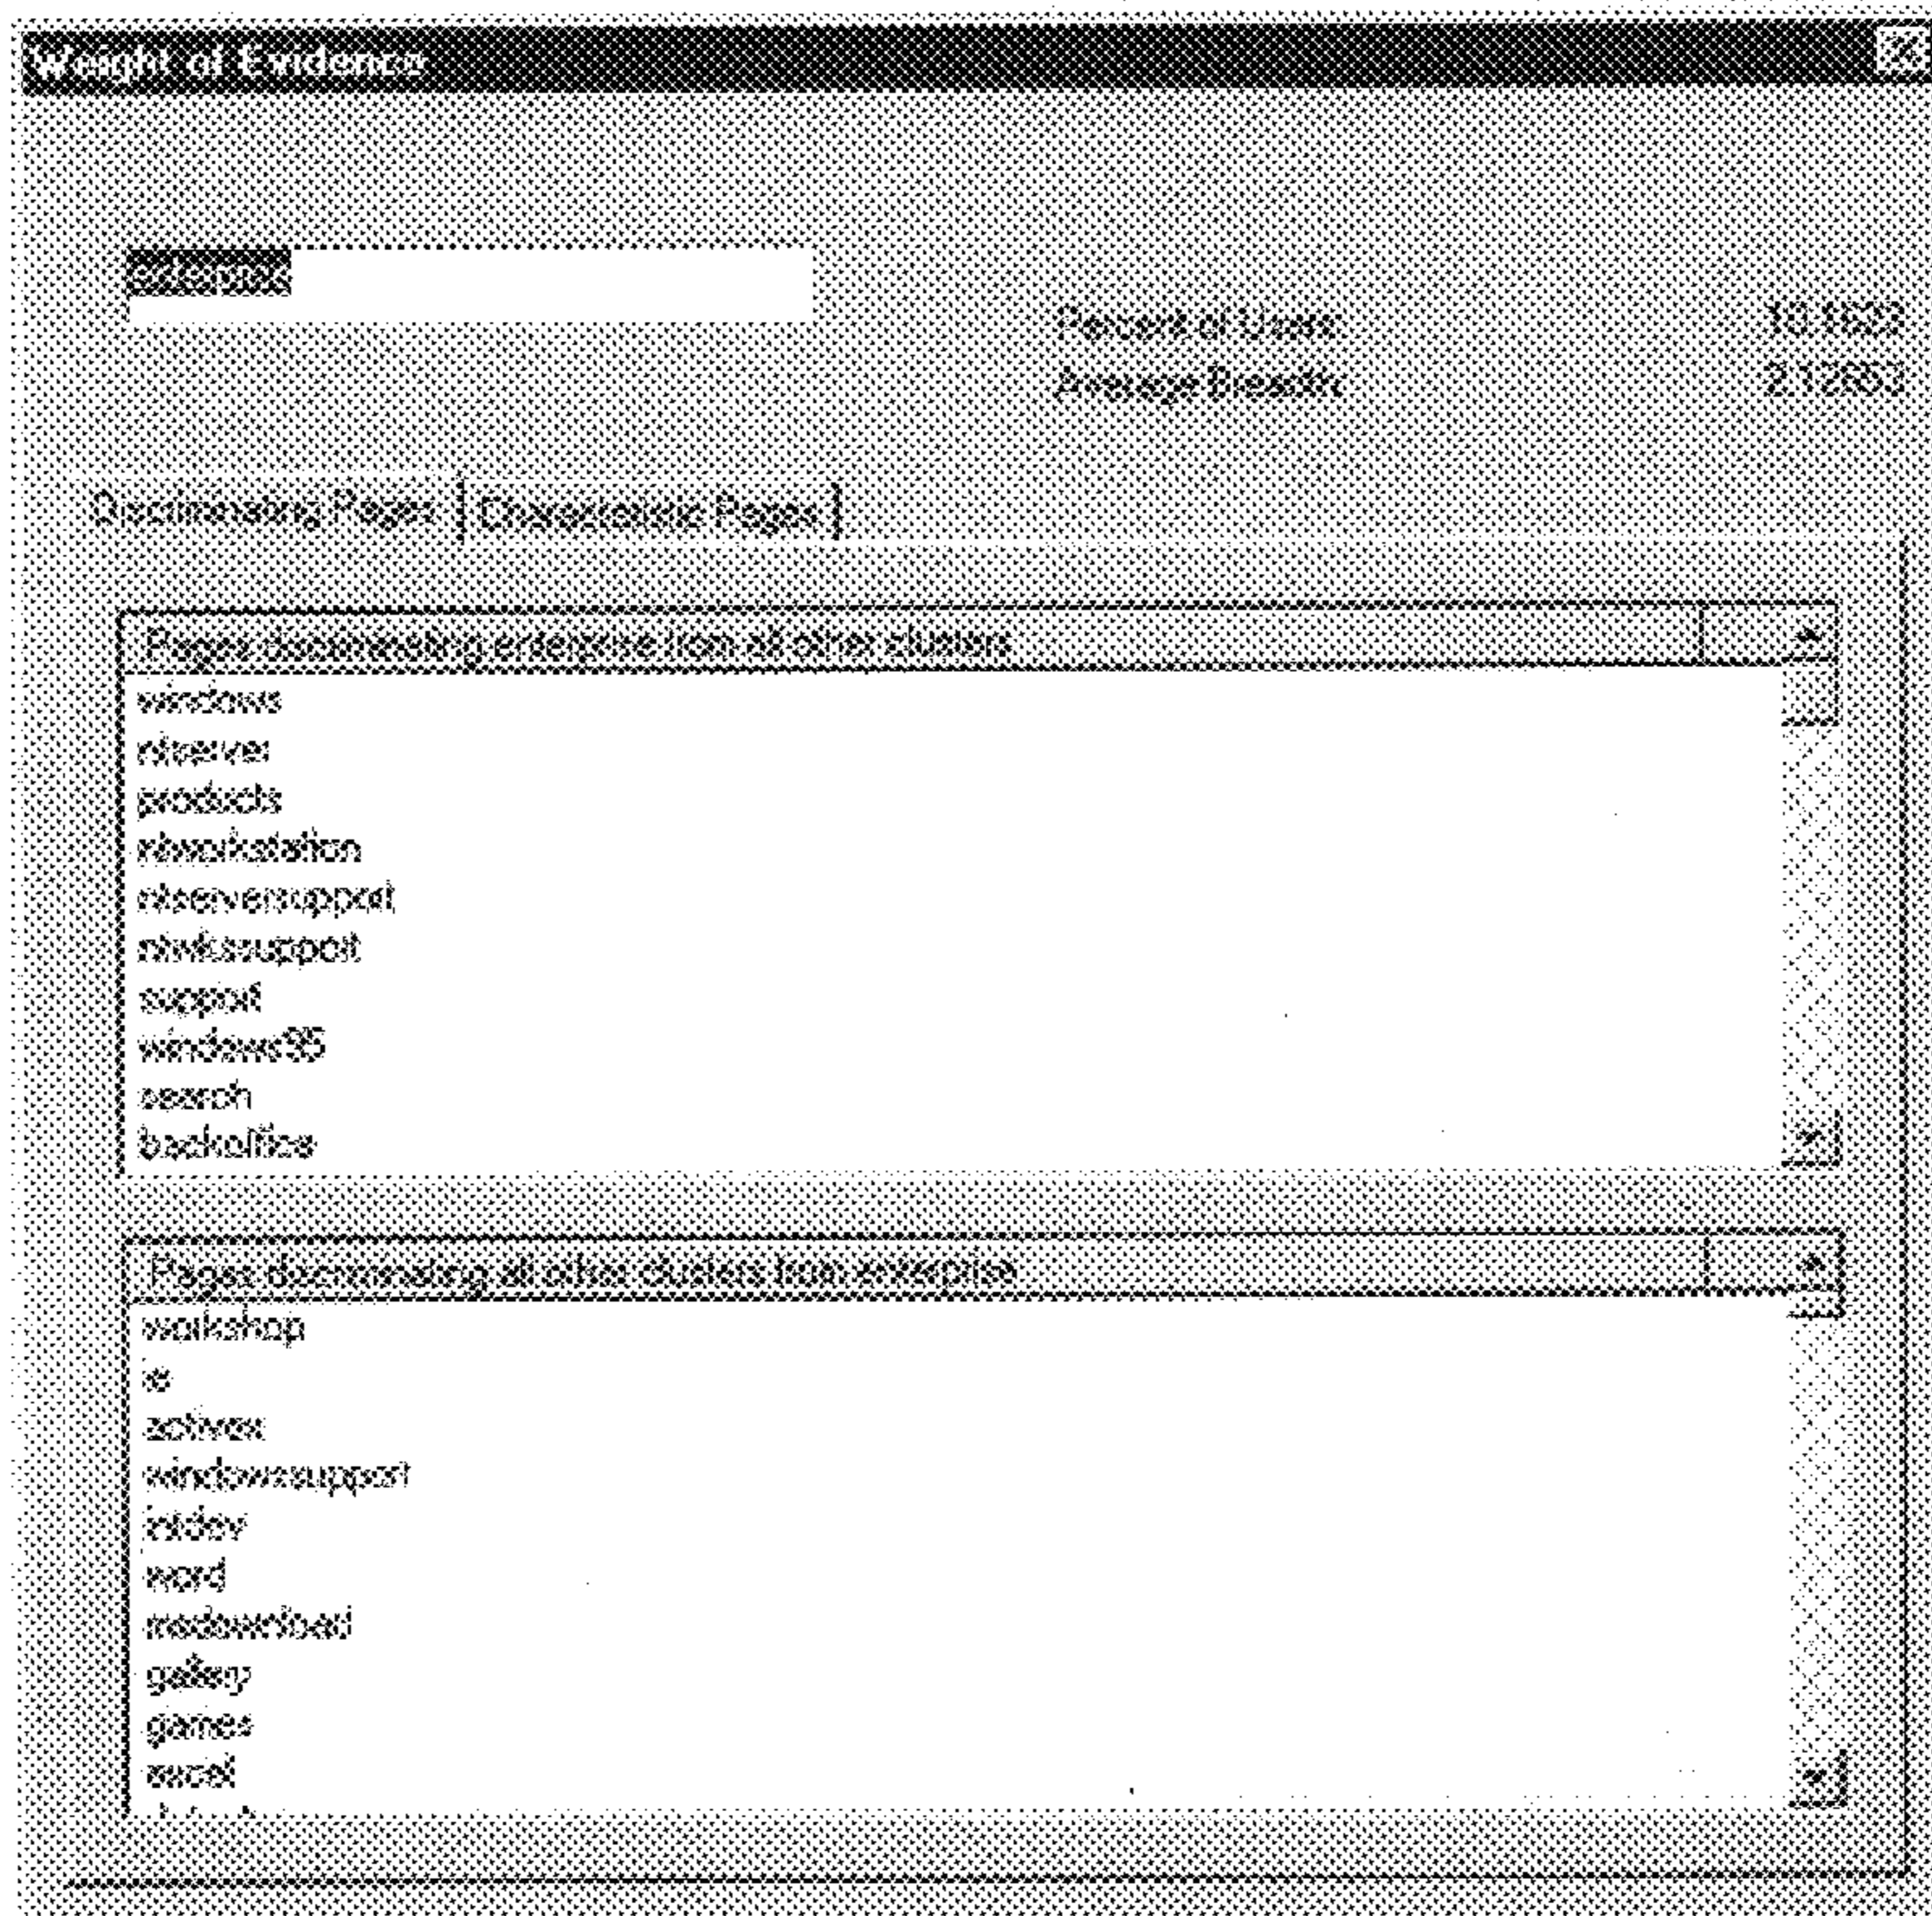 Weight of Evidence
enterprise
Percent of Users:
Average Breadth: 2.12653
Discriminating Pages Characteristic Pages
Pages discriminating enterprise from all other clusters
windows
ntserver
products
ntworkstation
ntserversupport
ntwkssupport
support
windows95
search
backoffice
Pages discriminating all other clusters from enterprise
workshop
ie
activex
windowssupport
intdev
word
msdownload
gallery
games
excel